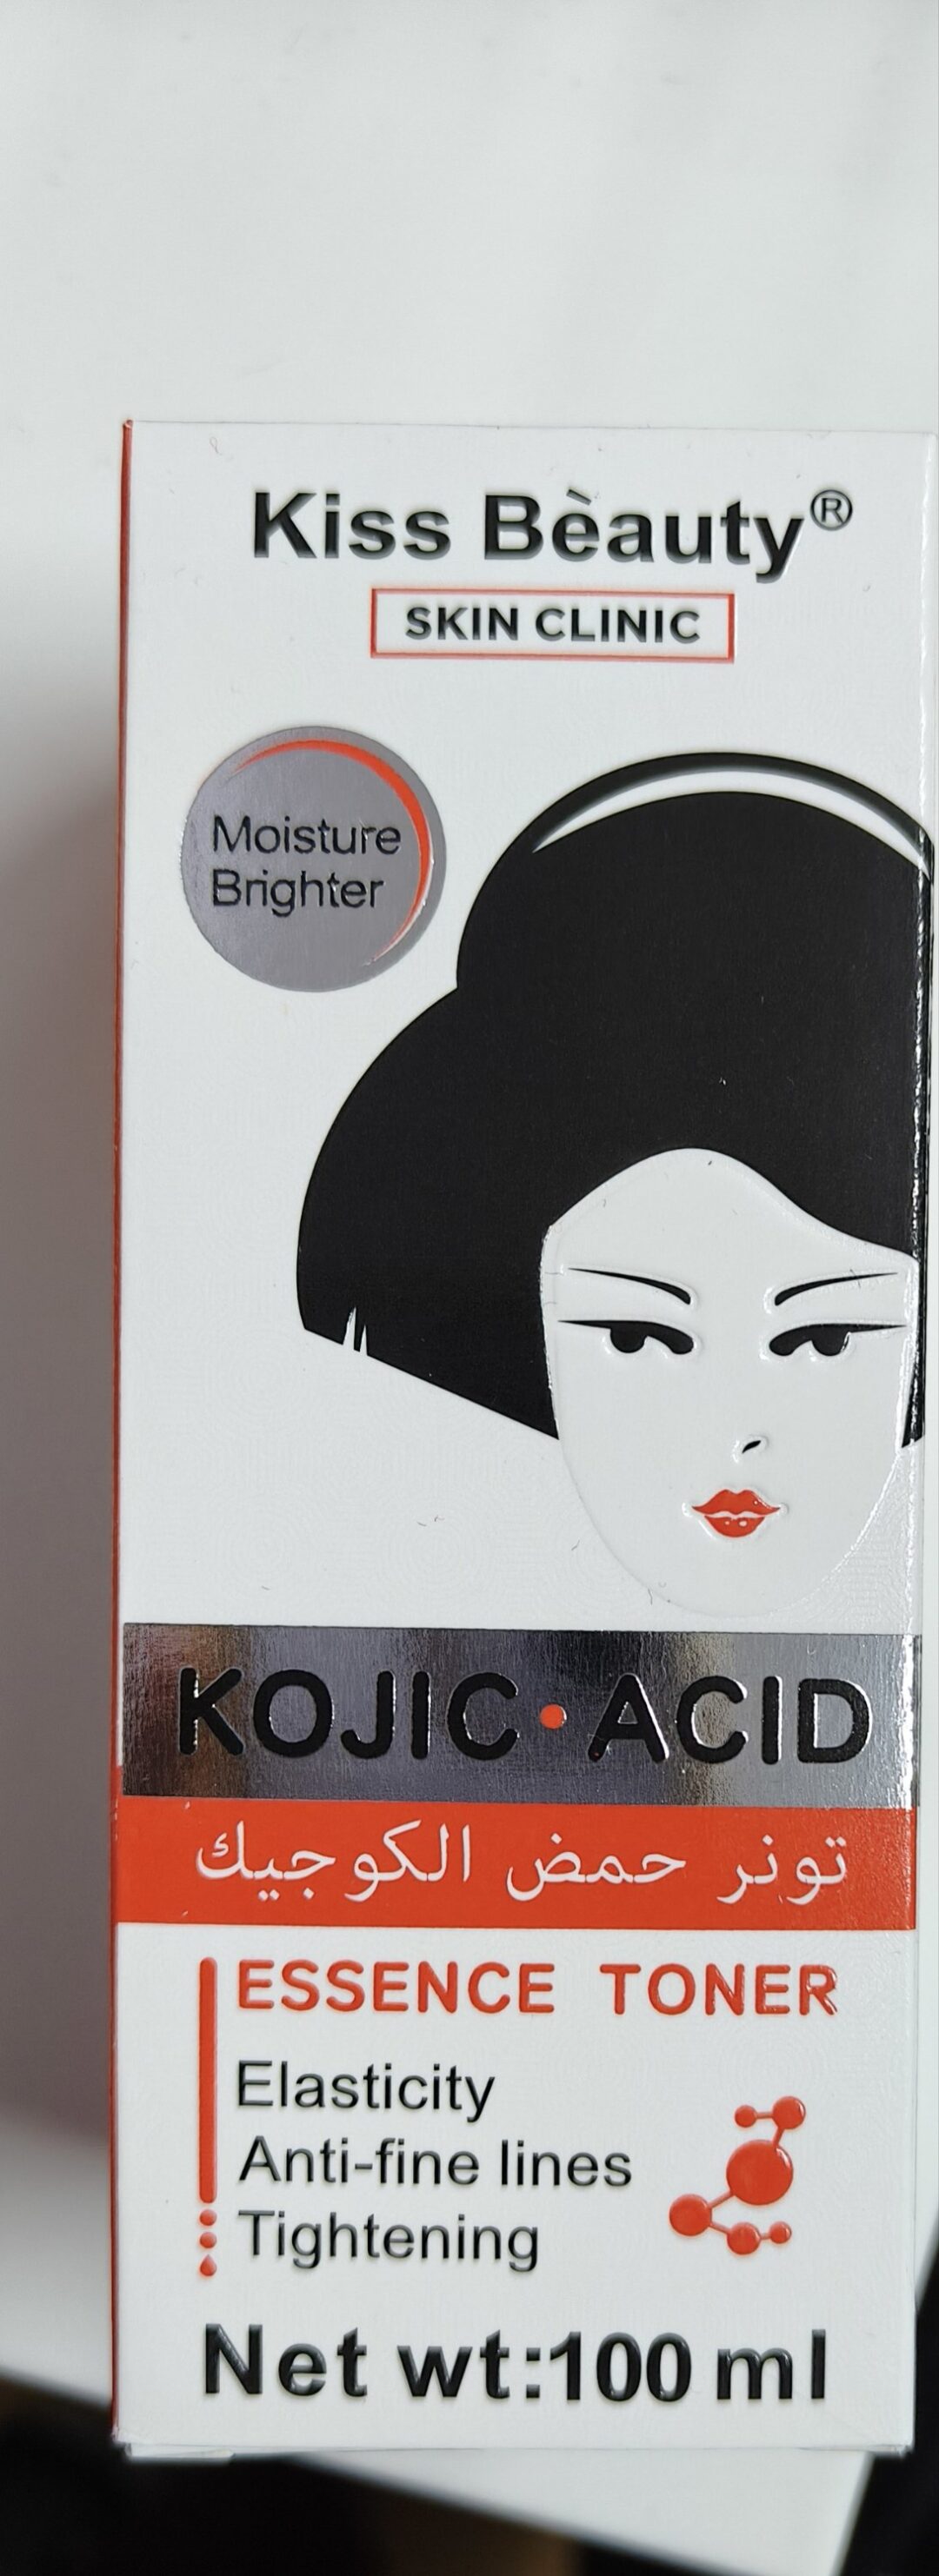 Kiss Bèauty®
SKIN CLINIC
Moisture
Brighter
KOJIC•ACID
تونر حمض الكوجيك
ESSENCE TONER
Elasticity
Anti-fine lines
Tightening
Net wt:100 ml